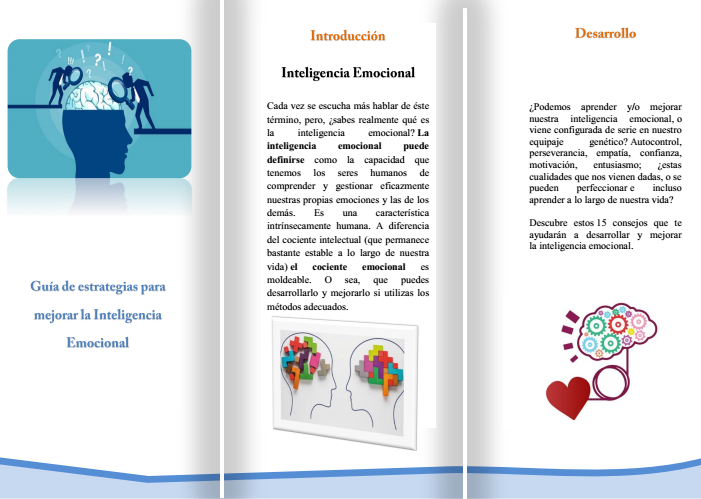 Guía de estrategias para
mejorar la Inteligencia
Emocional
Introducción
Inteligencia Emocional
Cada vez se escucha más hablar de éste
término, pero, ¿sabes realmente qué es
la inteligencia emocional? La
inteligencia emocional puede
definirse como la capacidad que
tenemos los seres humanos de
comprender y gestionar eficazmente
nuestras propias emociones y las de los
demás. Es una característica
intrínsecamente humana. A diferencia
del cociente intelectual (que permanece
bastante estable a lo largo de nuestra
vida) el cociente emocional es
moldeable. O sea, que puedes
desarrollarlo y mejorarlo si utilizas los
métodos adecuados.
Desarrollo
¿Podemos aprender y/o mejorar
nuestra inteligencia emocional, o
viene configurada de serie en nuestro
equipaje genético? Autocontrol,
perseverancia, empatía, confianza,
motivación, entusiasmo; ¿estas
cualidades que nos vienen dadas, o se
pueden perfeccionar e incluso
aprender a lo largo de nuestra vida?
Descubre estos 15 consejos que te
ayudarán a desarrollar y mejorar
la inteligencia emocional.